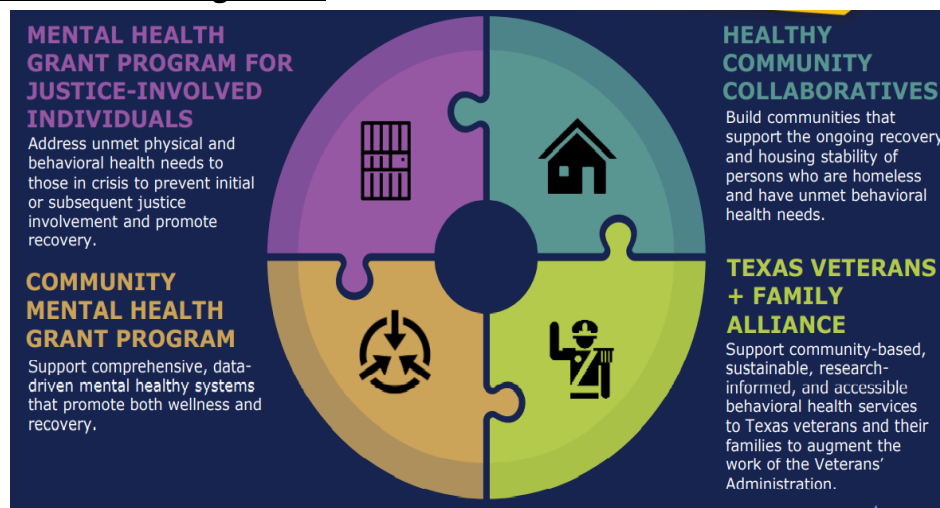 MENTAL HEALTH
GRANT PROGRAM FOR
JUSTICE-INVOLVED
INDIVIDUALS
Address unmet physical and
behavioral health needs to
those in crisis to prevent initial
or subsequent justice
involvement and promote
recovery.
COMMUNITY
MENTAL HEALTH
GRANT PROGRAM
Support comprehensive, data-
driven mental healthy systems
that promote both wellness and
recovery.
HEALTHY
COMMUNITY
COLLABORATIVES
Build communities that
support the ongoing recovery
and housing stability of
persons who are homeless
and have unmet behavioral
health needs.
TEXAS VETERANS
+ FAMILY
ALLIANCE
Support community-based,
sustainable, research-
informed, and accessible
behavioral health services
to Texas veterans and their
families to augment the
work of the Veterans'
Administration.